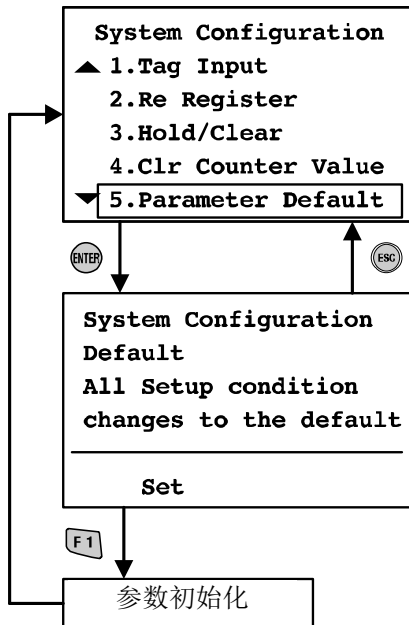 System Configuration
1.Tag Input
2.Re Register
3.Hold/Clear
4.Clr Counter Value
5.Parameter Default
ENTER
ESC
System Configuration
Default
All Setup condition
changes to the default
Set
F1
参数初始化